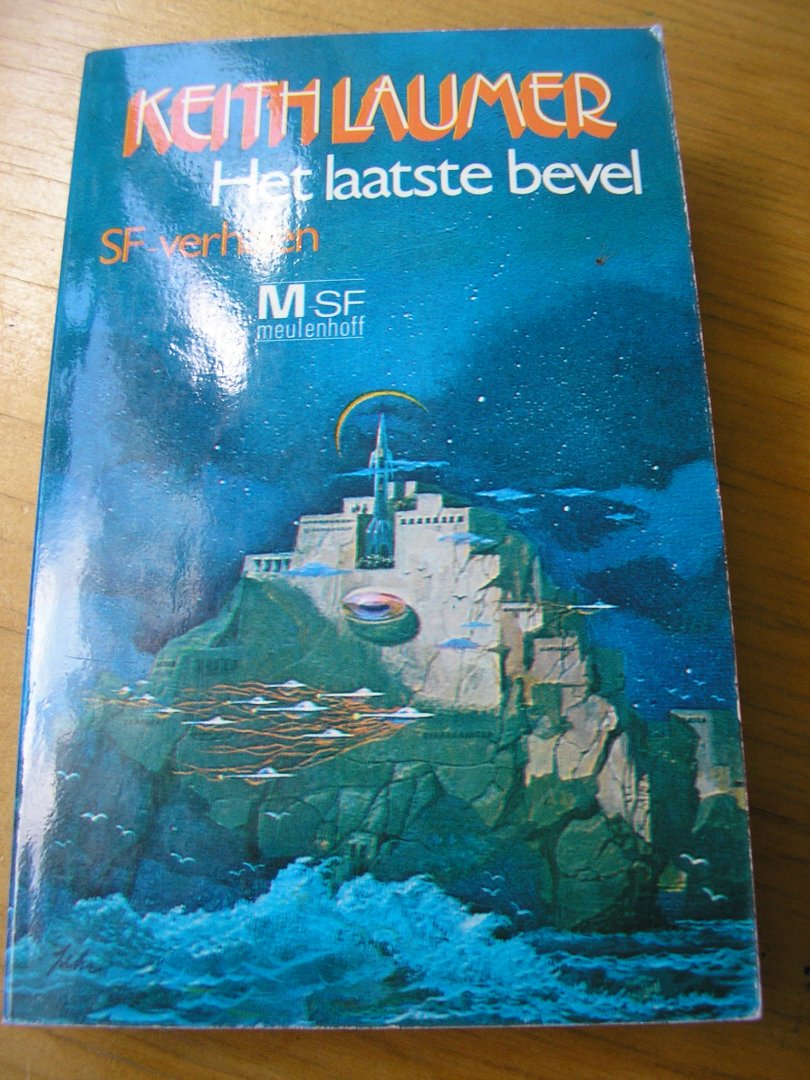 KEITH LAUMER
Het laatste bevel
SF-verhalen
M-SF
meulenhoff